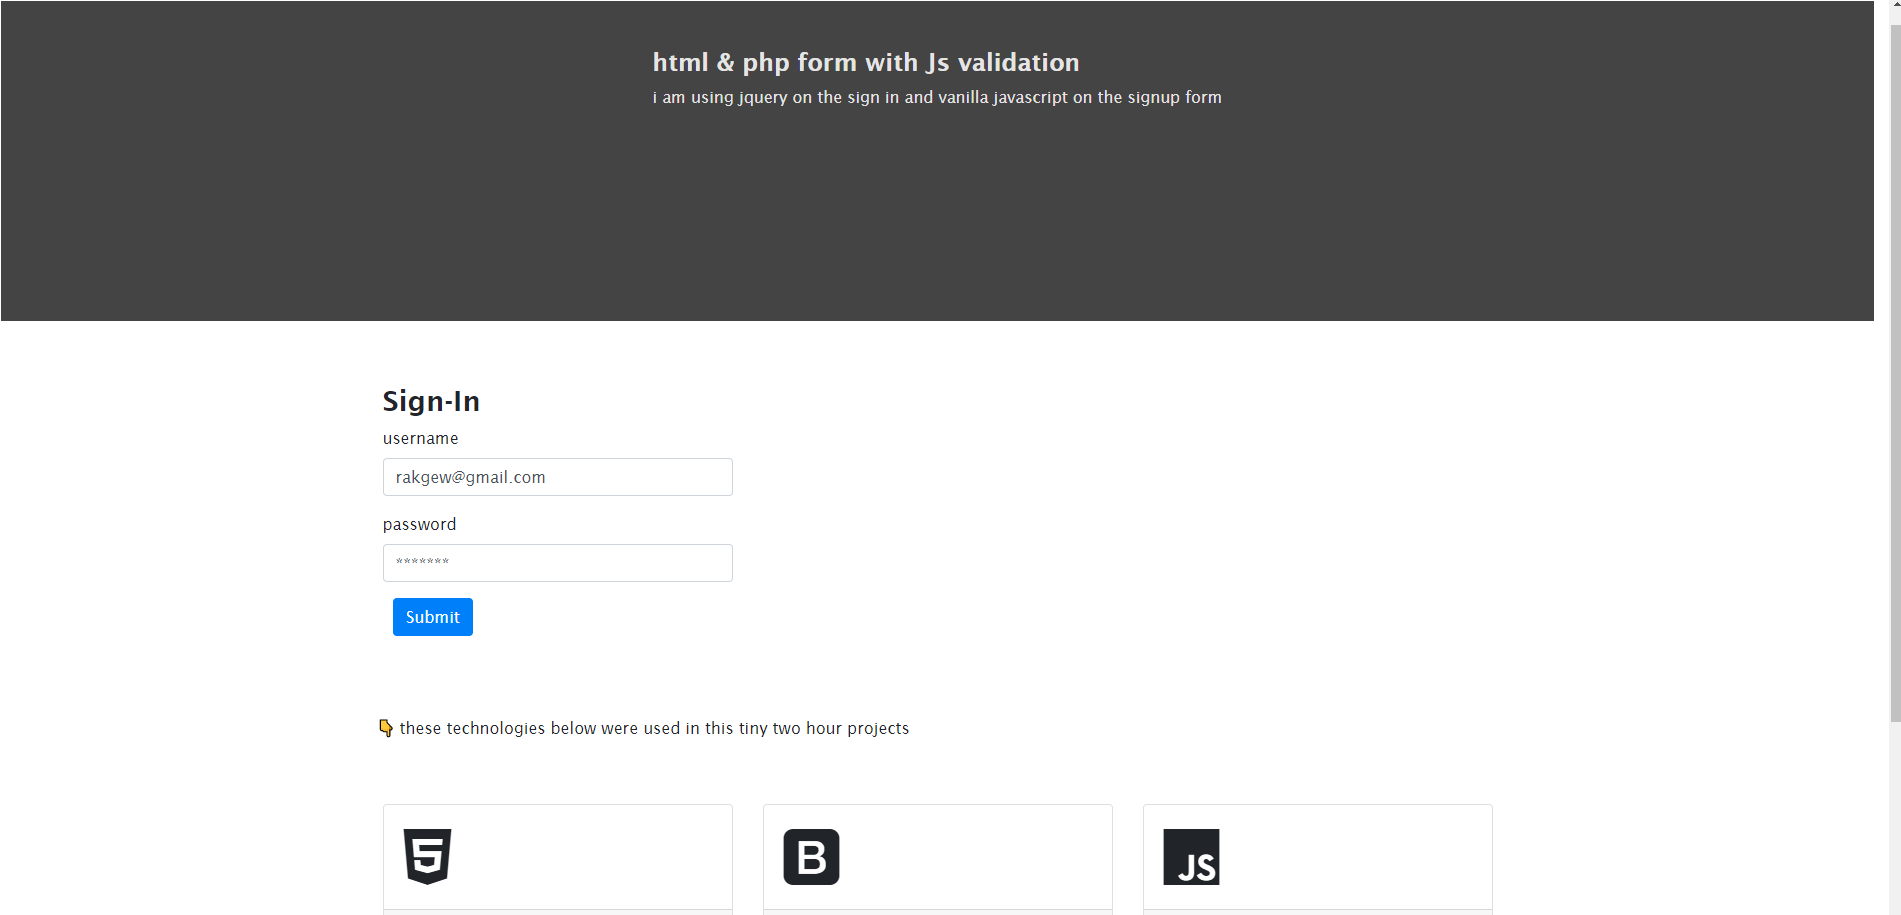 html & php form with Js validation
i am using jquery on the sign in and vanilla javascript on the signup form
Sign-In
username
rakgew@gmail.com
password
*******
Submit
👇 these technologies below were used in this tiny two hour projects
5 B JS